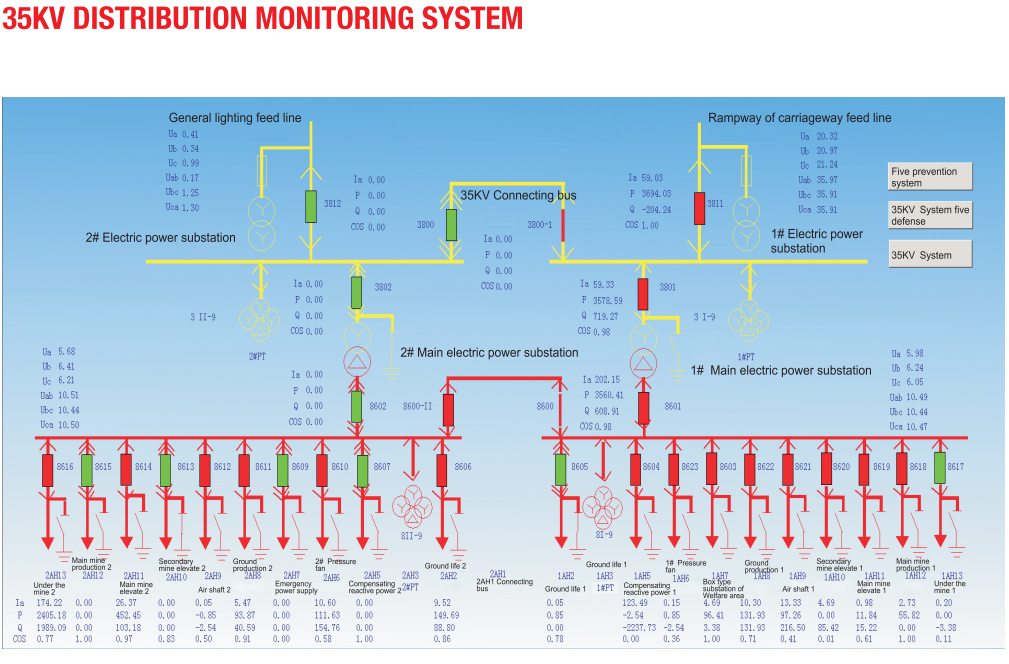 35KV DISTRIBUTION MONITORING SYSTEM
General lighting feed line
Ua 0.41
Ub 0.34
Uc 0.99
Uab 0.17
Ubc 1.25
Uca 1.30
3812
Ia 0.00
P 0.00
Q 0.00
COS 0.00
2# Electric power substation
35KV Connecting bus
3800
3800-1
Ia 0.00
P 0.00
Q 0.00
COS 0.00
Rampway of carriageway feed line
Ua 20.32
Ub 20.97
Uc 21.24
Uab 35.97
Ubc 35.91
Uca 35.91
Ia 59.03
P 3694.03
Q -204.24
COS 1.00
3811
1# Electric power
substation
Five prevention
system
35KV System five
defense
35KV System
Ia 0.00
P 0.00
Q 0.00
COS 0.00
3802
3 II-9
2#PT
Ia 59.33
P 3578.59
Q 719.27
COS 0.98
3801
3 I-9
1#PT
2# Main electric power substation
1# Main electric power substation
Ua 5.68
Ub 6.41
Uc 6.21
Uab 10.51
Ubc 10.44
Uca 10.50
Ia 0.00
P 0.00
Q 0.00
COS 0.00
8602
8600-II
8600
Ia 202.15
P 3560.41
Q 608.91
COS 0.98
8601
Ua 5.98
Ub 6.24
Uc 6.05
Uab 10.49
Ubc 10.44
Uca 10.47
8616 8615 8614 8613 8612 8611 8609 8610 8607 8606 8605 8604 8623 8603 8622 8621 8620 8619 8618 8617
8II-9
8I-9
Under the
mine 2
2AH13
Main mine
production 2
2AH12
2AH11
Main mine
elevate 2
Secondary
mine elevate 2
2AH10
2AH9
Air shaft 2
Ground
production 2
2AH8
2AH7
Emergency
power supply
2# Pressure
fan
2AH6
2AH5
Compensating
reactive power 2
2AH3
2#PT
Ground life 2
2AH2
2AH1
2AH1 Connecting
bus
1AH2
Ground life 1
Ground life 1
1AH3
1#PT
1AH5
Compensating
reactive power 1
1# Pressure
fan
1AH6
1AH7
Box type
substation of
Welfare area
Ground
production 1
1AH8
1AH9
Air shaft 1
Secondary
mine elevate 1
1AH10
1AH11
Main mine
elevate 1
Main mine
production 1
1AH12
1AH13
Under the
mine 1
Ia 174.22 0.00 26.37 0.00 0.05 5.47 0.00 10.60 0.00 9.52 0.05 123.49 0.15 4.69 10.30 13.33 4.69 0.98 2.73 0.20
P 2405.18 0.00 452.45 0.00 -0.85 93.87 0.00 111.63 0.00 149.69 0.85 -2.54 0.85 96.41 131.93 97.26 0.00 11.84 55.82 0.00
Q 1989.09 0.00 103.18 0.00 -2.54 40.59 0.00 154.76 0.00 88.80 0.00 -2237.73 -2.54 3.38 131.93 216.50 85.42 15.22 0.00 -3.38
COS 0.77 1.00 0.97 0.83 0.50 0.91 0.00 0.58 1.00 0.86 0.78 0.00 0.36 1.00 0.71 0.41 0.01 0.61 1.00 0.11